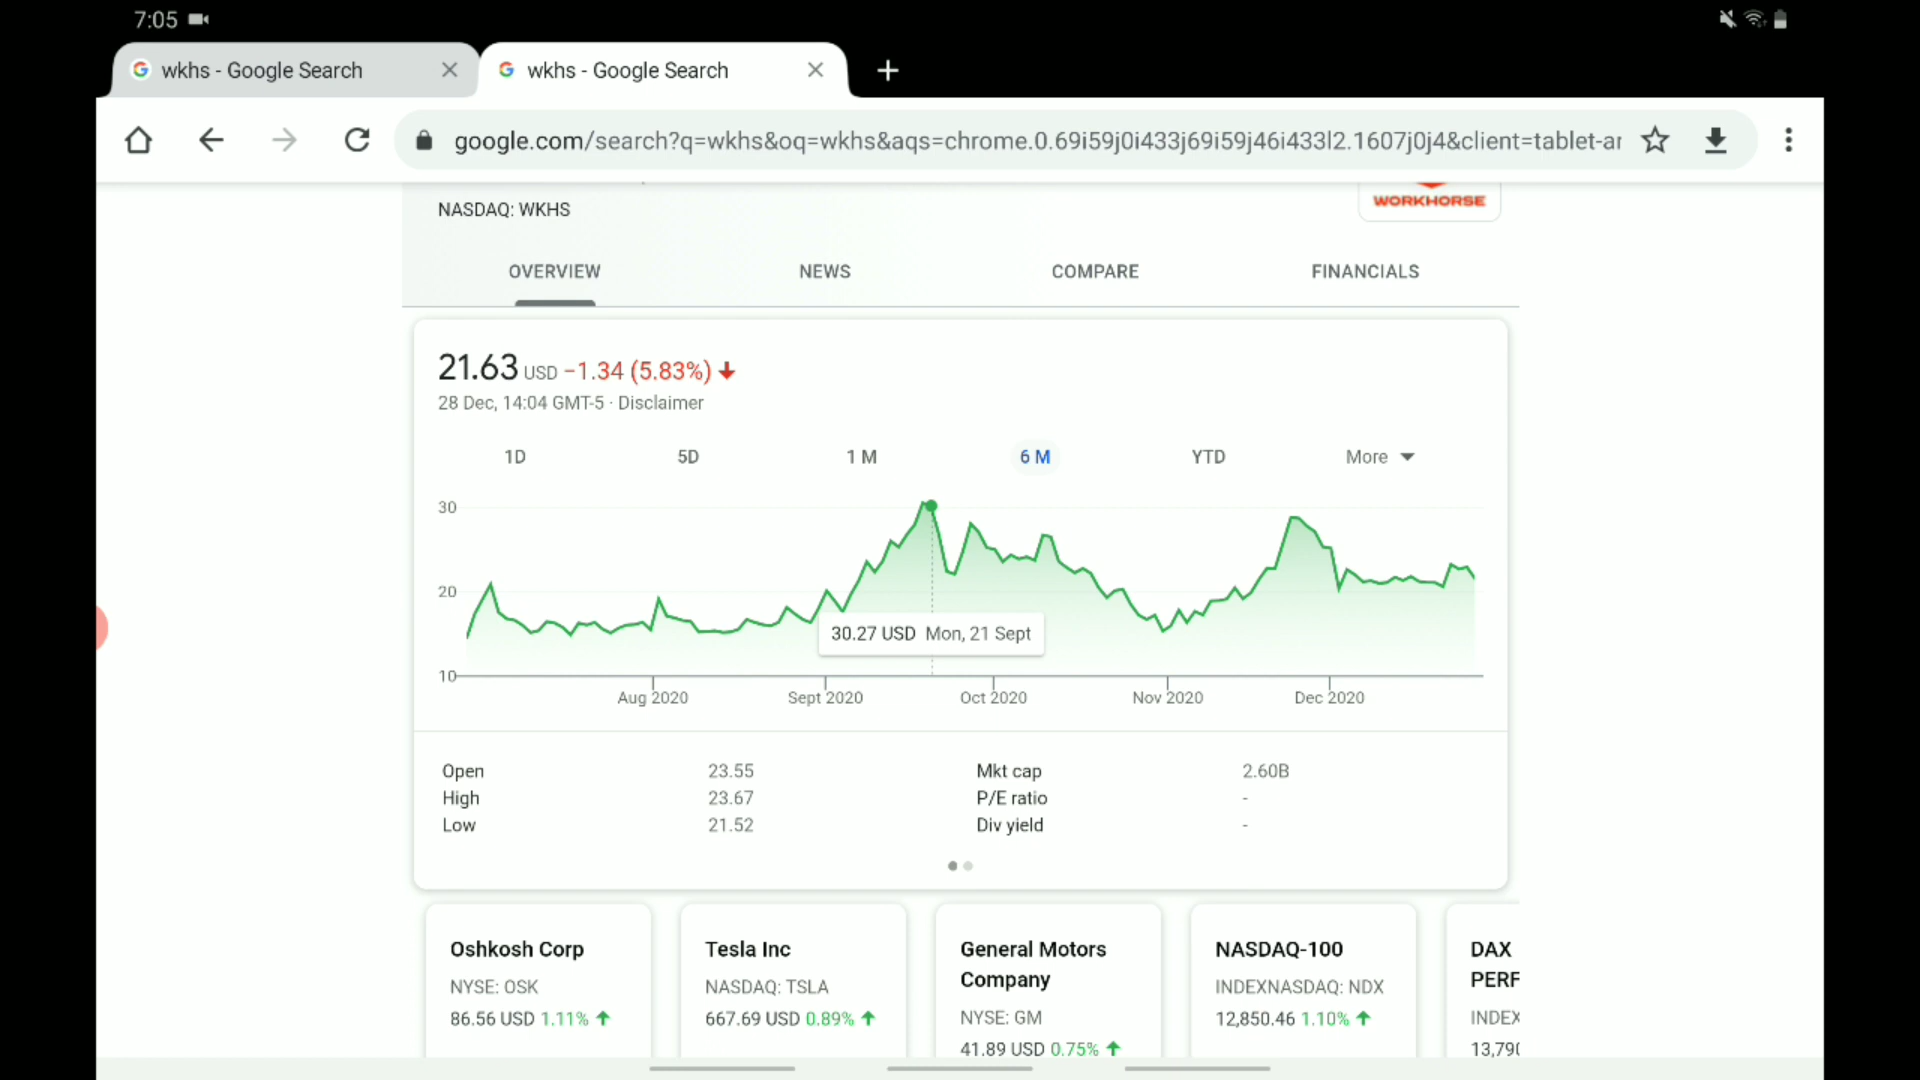 7:05
wkhs - Google Search
wkhs - Google Search
google.com/search?q=wkhs&oq=wkhs&aqs=chrome.0.69i59j0i433j69i59j46i433l2.1607j0j4&client=tablet-ar
NASDAQ: WKHS
WORKHORSE
OVERVIEW NEWS COMPARE FINANCIALS
21.63 USD −1.34 (5.83%)
28 Dec, 14:04 GMT-5 · Disclaimer
1D 5D 1 M 6 M YTD More
30
20
10
30.27 USD Mon, 21 Sept
Aug 2020 Sept 2020 Oct 2020 Nov 2020 Dec 2020
Open 23.55 Mkt cap 2.60B
High 23.67 P/E ratio -
Low 21.52 Div yield -
Oshkosh Corp
NYSE: OSK
86.56 USD 1.11%
Tesla Inc
NASDAQ: TSLA
667.69 USD 0.89%
General Motors
Company
NYSE: GM
41.89 USD 0.75%
NASDAQ-100
INDEXNASDAQ: NDX
12,850.46 1.10%
DAX
PERF
INDEX
13,790